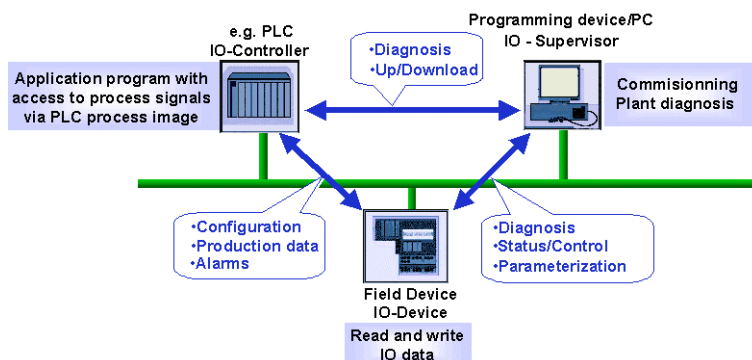 e.g. PLC
IO-Controller
Programming device/PC
IO - Supervisor
Application program with
access to process signals
via PLC process image
•Diagnosis
•Up/Download
Commisionning
Plant diagnosis
•Configuration
•Production data
•Alarms
•Diagnosis
•Status/Control
•Parameterization
Field Device
IO-Device
Read and write
IO data